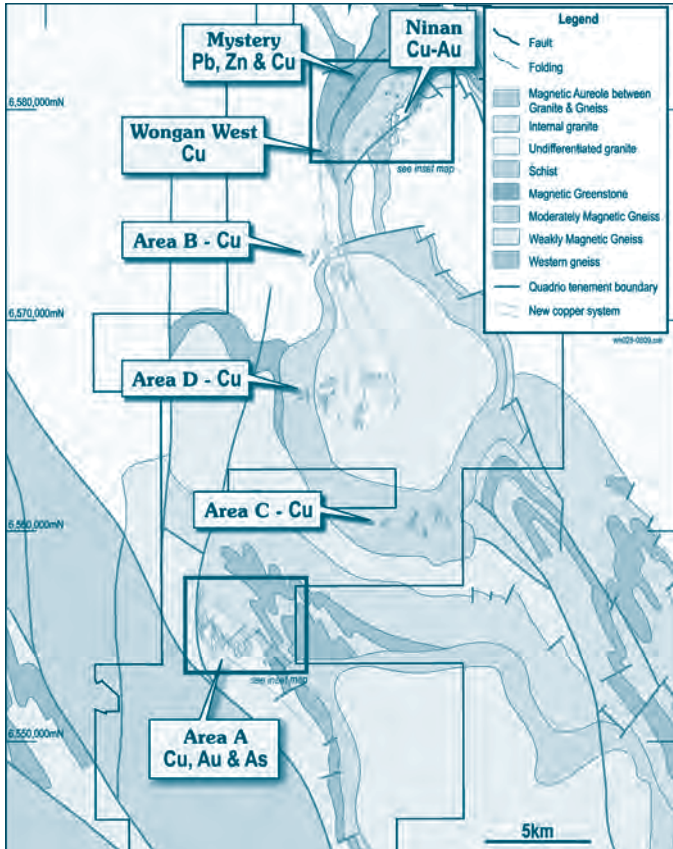 Mystery
Pb, Zn & Cu
Ninan
Cu-Au
Legend
Fault
Folding
Magnetic Aureole between
Granite & Gneiss
Internal granite
Undifferentiated granite
Schist
Magnetic Greenstone
Moderately Magnetic Gneiss
Weakly Magnetic Gneiss
Western gneiss
Quadrio tenement boundary
New copper system
6,580,000mN
Wongan West
Cu
see inset map
Area B - Cu
6,570,000mN
Area D - Cu
Area C - Cu
6,560,000mN
see inset map
Area A
Cu, Au & As
6,550,000mN
5km